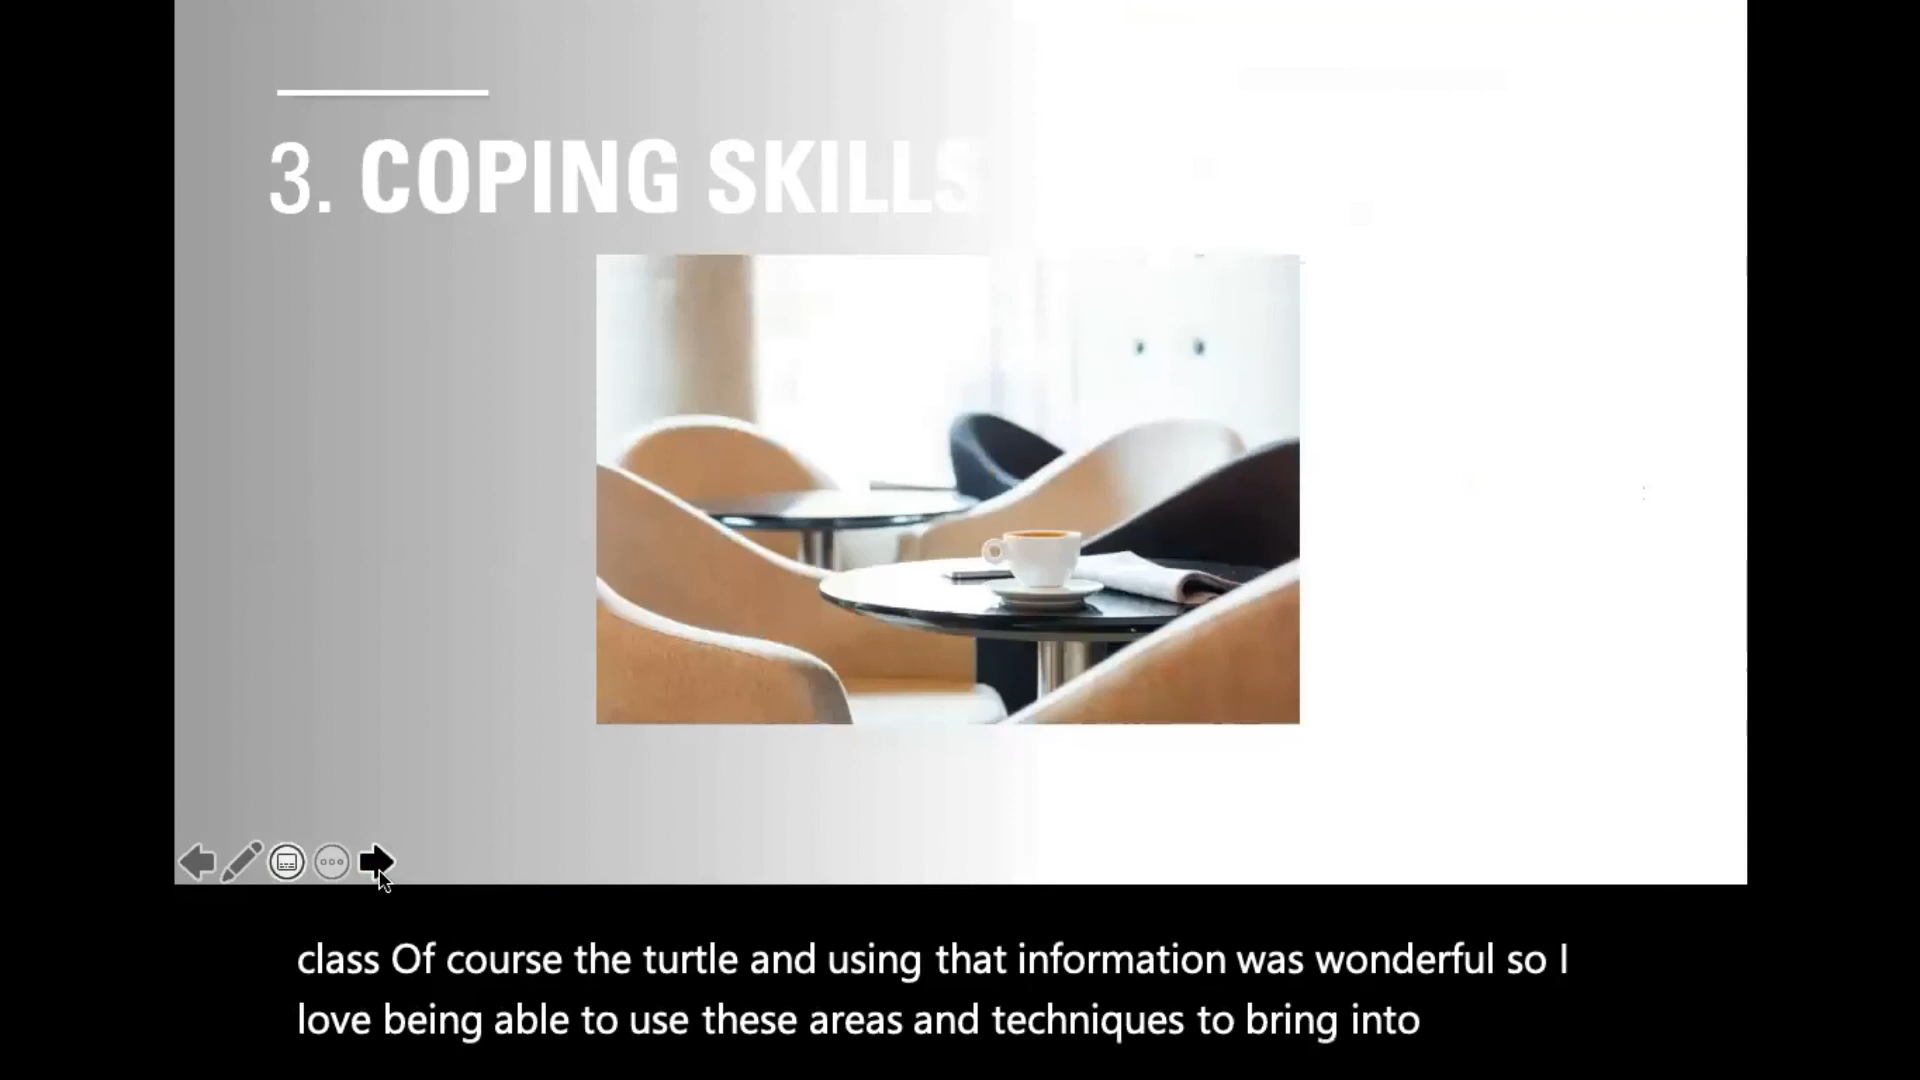 3. COPING SKILLS
class Of course the turtle and using that information was wonderful so I
love being able to use these areas and techniques to bring into